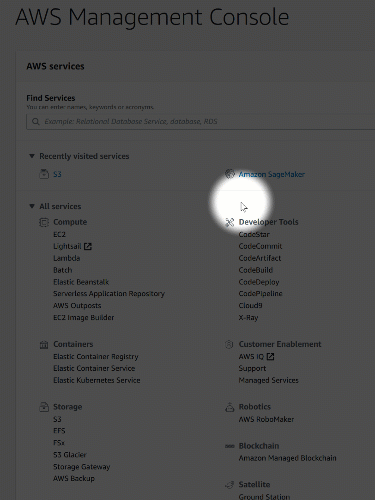 AWS Management Console
AWS services
Find Services
You can enter names, keywords or acronyms.
Example: Relational Database Service, database, RDS
Recently visited services
S3
Amazon SageMaker
All services
Compute
EC2
Lightsail
Lambda
Batch
Elastic Beanstalk
Serverless Application Repository
AWS Outposts
EC2 Image Builder
Containers
Elastic Container Registry
Elastic Container Service
Elastic Kubernetes Service
Storage
S3
EFS
FSx
S3 Glacier
Storage Gateway
AWS Backup
Developer Tools
CodeStar
CodeCommit
CodeArtifact
CodeBuild
CodeDeploy
CodePipeline
Cloud9
X-Ray
Customer Enablement
AWS IQ
Support
Managed Services
Robotics
AWS RoboMaker
Blockchain
Amazon Managed Blockchain
Satellite
Ground Station